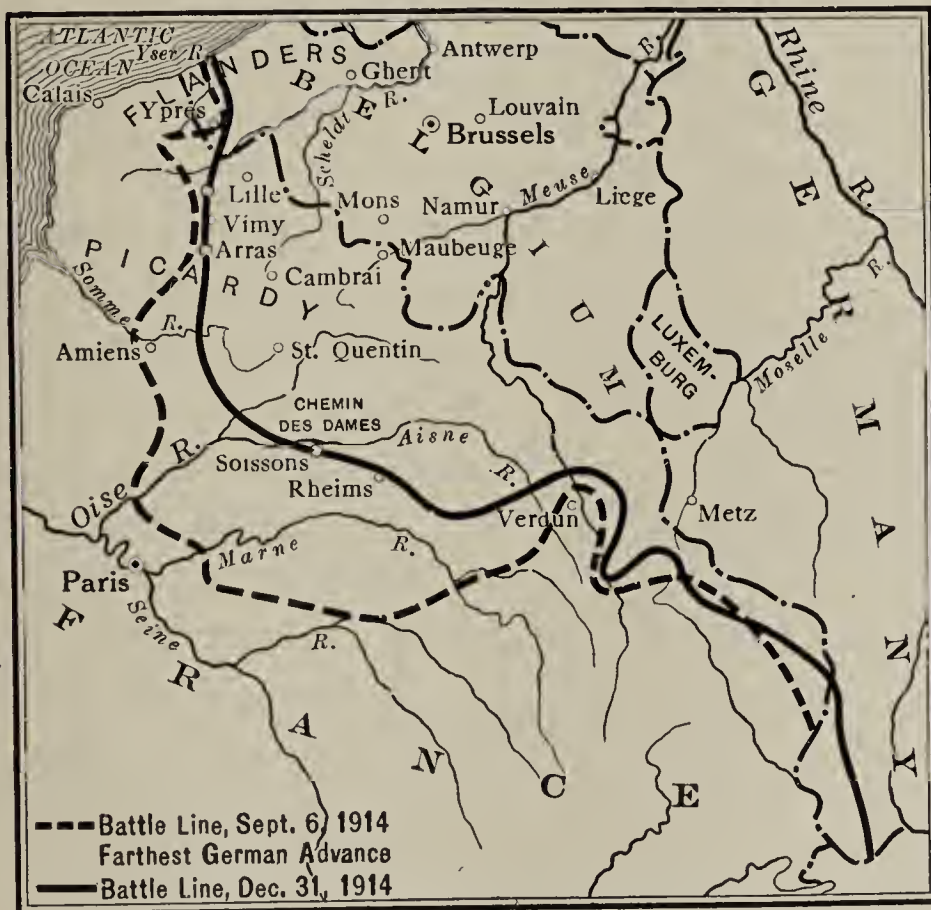 ATLANTIC
OCEAN
Yser R.
Calais
FLANDERS
Ypres
Ghent
Antwerp
R.
Rhine
R.
BELGIUM
Scheldt R.
Louvain
Brussels
Lille
Mons
Namur
Meuse
Liege
Vimy
Arras
Maubeuge
Cambrai
PICARDY
Somme
R.
Amiens
St. Quentin
LUXEM-
BURG
Moselle
R.
GERMANY
CHEMIN
DES DAMES
Aisne
R.
Oise R.
Soissons
Rheims
Verdun
Metz
Marne
R.
Paris
Seine
R.
FRANCE
Battle Line, Sept. 6, 1914
Farthest German Advance
Battle Line, Dec. 31, 1914